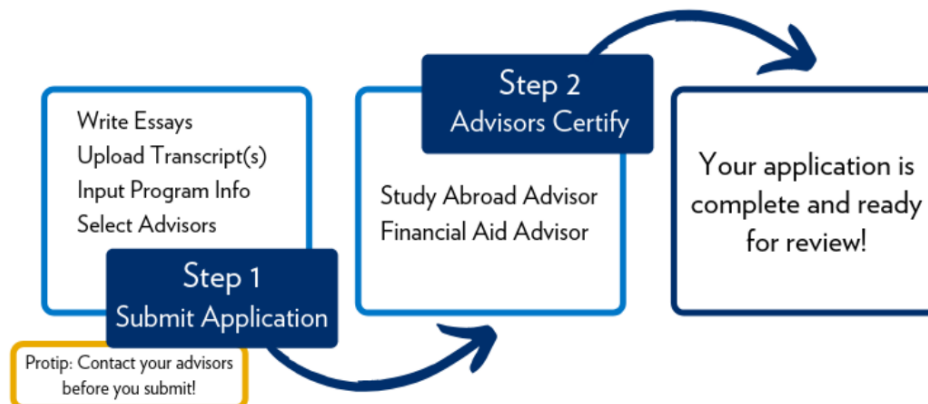 Write Essays
Upload Transcript(s)
Input Program Info
Select Advisors
Step 1
Submit Application
Protip: Contact your advisors
before you submit!
Step 2
Advisors Certify
Study Abroad Advisor
Financial Aid Advisor
Your application is
complete and ready
for review!